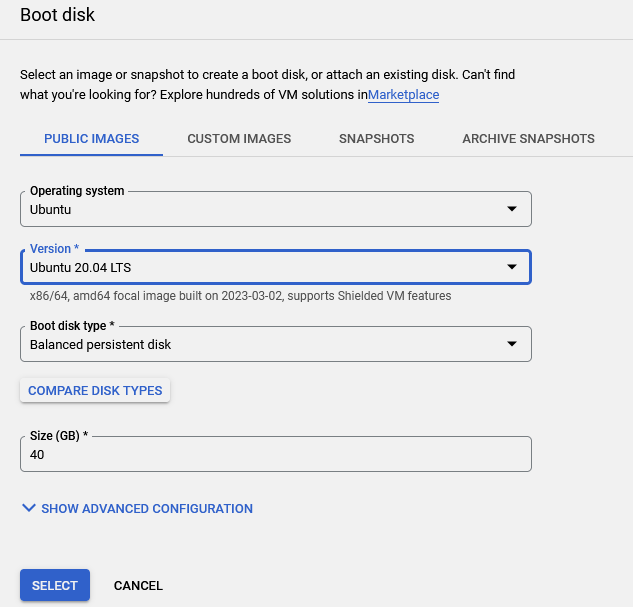 Boot disk
Select an image or snapshot to create a boot disk, or attach an existing disk. Can't find
what you're looking for? Explore hundreds of VM solutions inMarketplace
PUBLIC IMAGES CUSTOM IMAGES SNAPSHOTS ARCHIVE SNAPSHOTS
Operating system
Ubuntu
Version *
Ubuntu 20.04 LTS
x86/64, amd64 focal image built on 2023-03-02, supports Shielded VM features
Boot disk type *
Balanced persistent disk
COMPARE DISK TYPES
Size (GB) *
40
SHOW ADVANCED CONFIGURATION
SELECT CANCEL